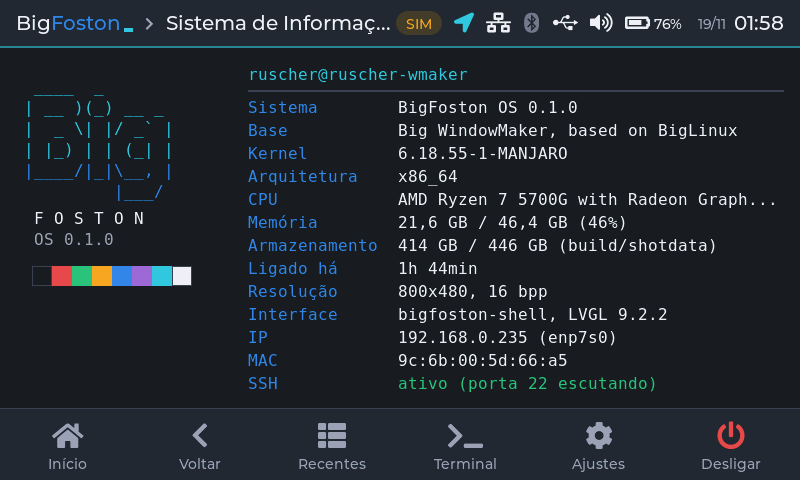 BigFoston_ > Sistema de Informaç... SIM 76% 19/11 01:58
ruscher@ruscher-wmaker
Sistema BigFoston OS 0.1.0
Base Big WindowMaker, based on BigLinux
Kernel 6.18.55-1-MANJARO
Arquitetura x86_64
CPU AMD Ryzen 7 5700G with Radeon Graph...
Memória 21,6 GB / 46,4 GB (46%)
Armazenamento 414 GB / 446 GB (build/shotdata)
Ligado há 1h 44min
Resolução 800x480, 16 bpp
Interface bigfoston-shell, LVGL 9.2.2
IP 192.168.0.235 (enp7s0)
MAC 9c:6b:00:5d:66:a5
SSH ativo (porta 22 escutando)
Big
F O S T O N
OS 0.1.0
Início Voltar Recentes Terminal Ajustes Desligar